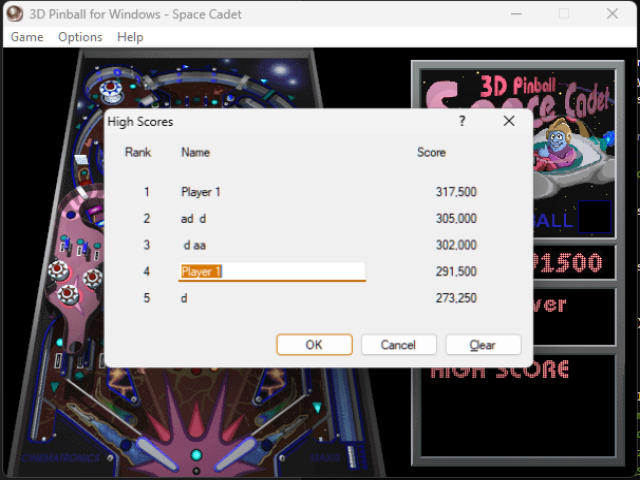 3D Pinball for Windows - Space Cadet
Game Options Help
3D Pinball
Space Cadet
High Scores
?
Rank Name Score
1 Player 1 317,500
2 ad d 305,000
3 d aa 302,000
4 Player 1 291,500
5 d 273,250
OK Cancel Clear
BALL
91500
ver
HIGH SCORE
CINEMATRONICS
MAXIS